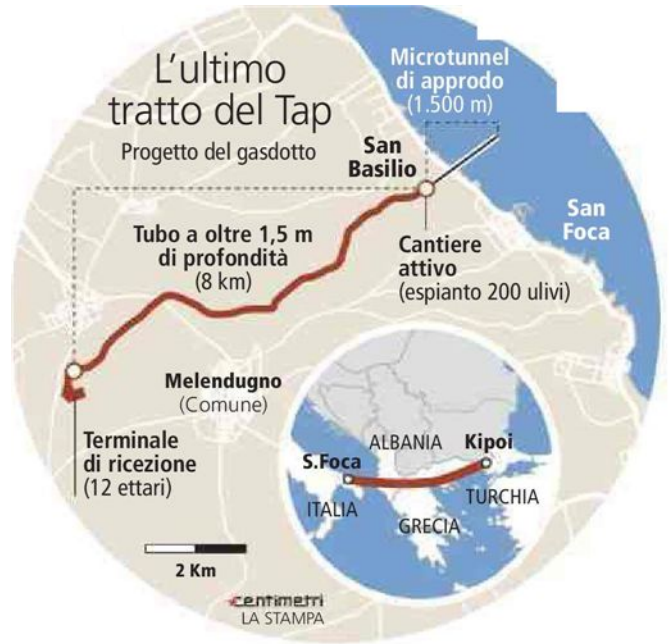 L'ultimo
tratto del Tap
Progetto del gasdotto
Microtunnel
di approdo
(1.500 m)
San
Basilio
San
Foca
Tubo a oltre 1,5 m
di profondità
(8 km)
Cantiere
attivo
(espianto 200 ulivi)
Melendugno
(Comune)
Terminale
di ricezione
(12 ettari)
ALBANIA
Kipoi
S.Foca
ITALIA
TURCHIA
GRECIA
2 Km
centimetri
LA STAMPA